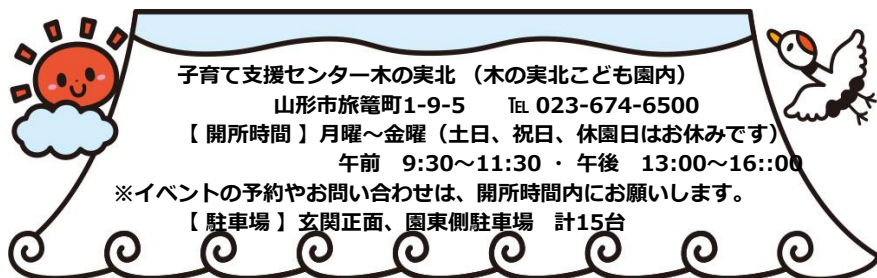 子育て支援センター木の実北 （木の実北こども園内）
山形市旅篭町1-9-5　℡ 023-674-6500
【 開所時間 】月曜～金曜（土日、祝日、休園日はお休みです）
午前　9:30～11:30 ・ 午後　13:00～16::00
※イベントの予約やお問い合わせは、開所時間内にお願いします。
【 駐車場 】玄関正面、園東側駐車場　計15台